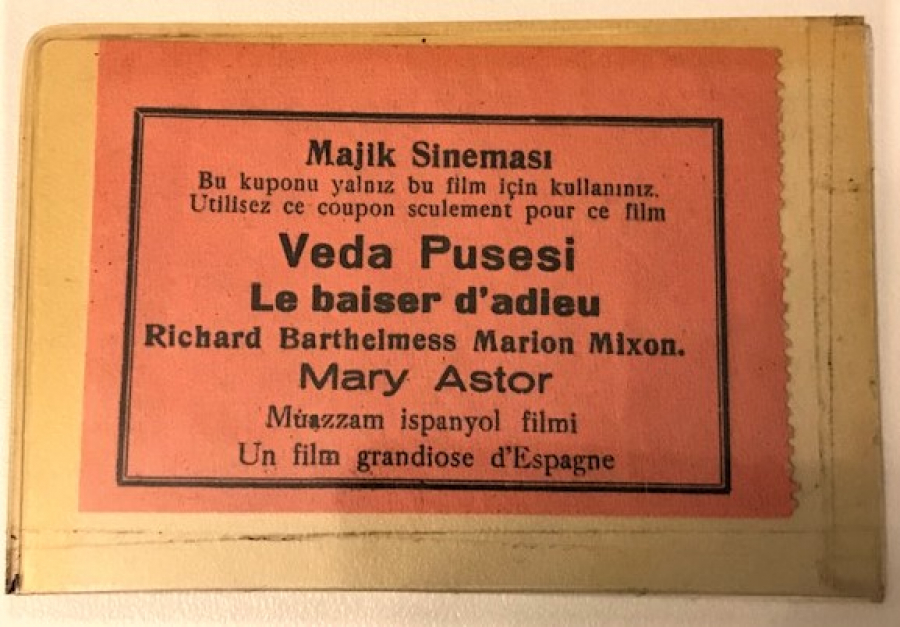 Majik Sineması
Bu kuponu yalnız bu film için kullanınız.
Utilisez ce coupon sculement pour ce film
Veda Pusesi
Le baiser d'adieu
Richard Barthelmess Marion Mixon.
Mary Astor
Muazzam ispanyol filmi
Un film grandiose d'Espagne